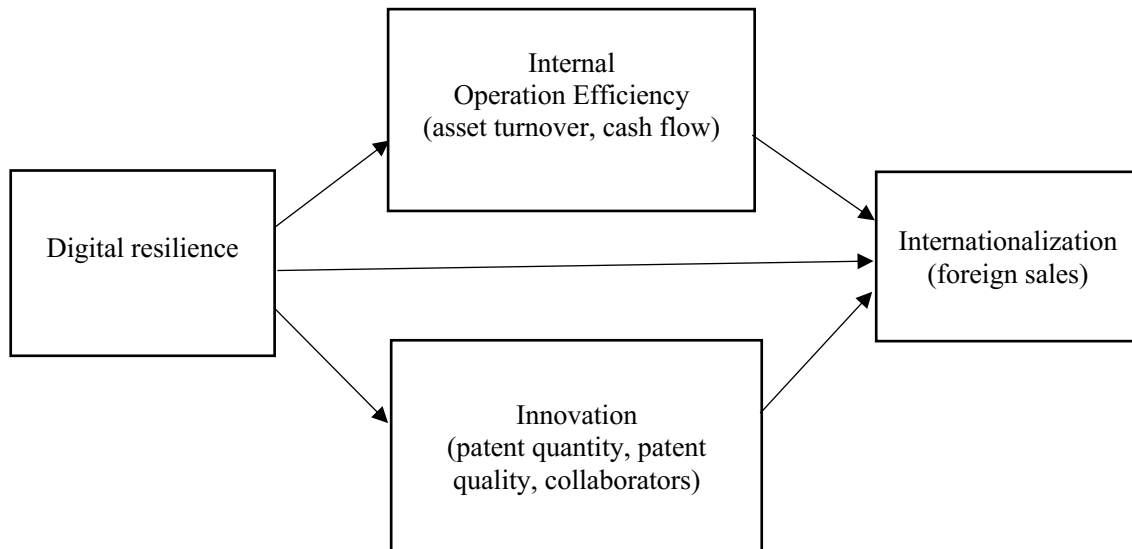 Internal
Operation Efficiency
(asset turnover, cash flow)
Digital resilience
Internationalization
(foreign sales)
Innovation
(patent quantity, patent
quality, collaborators)